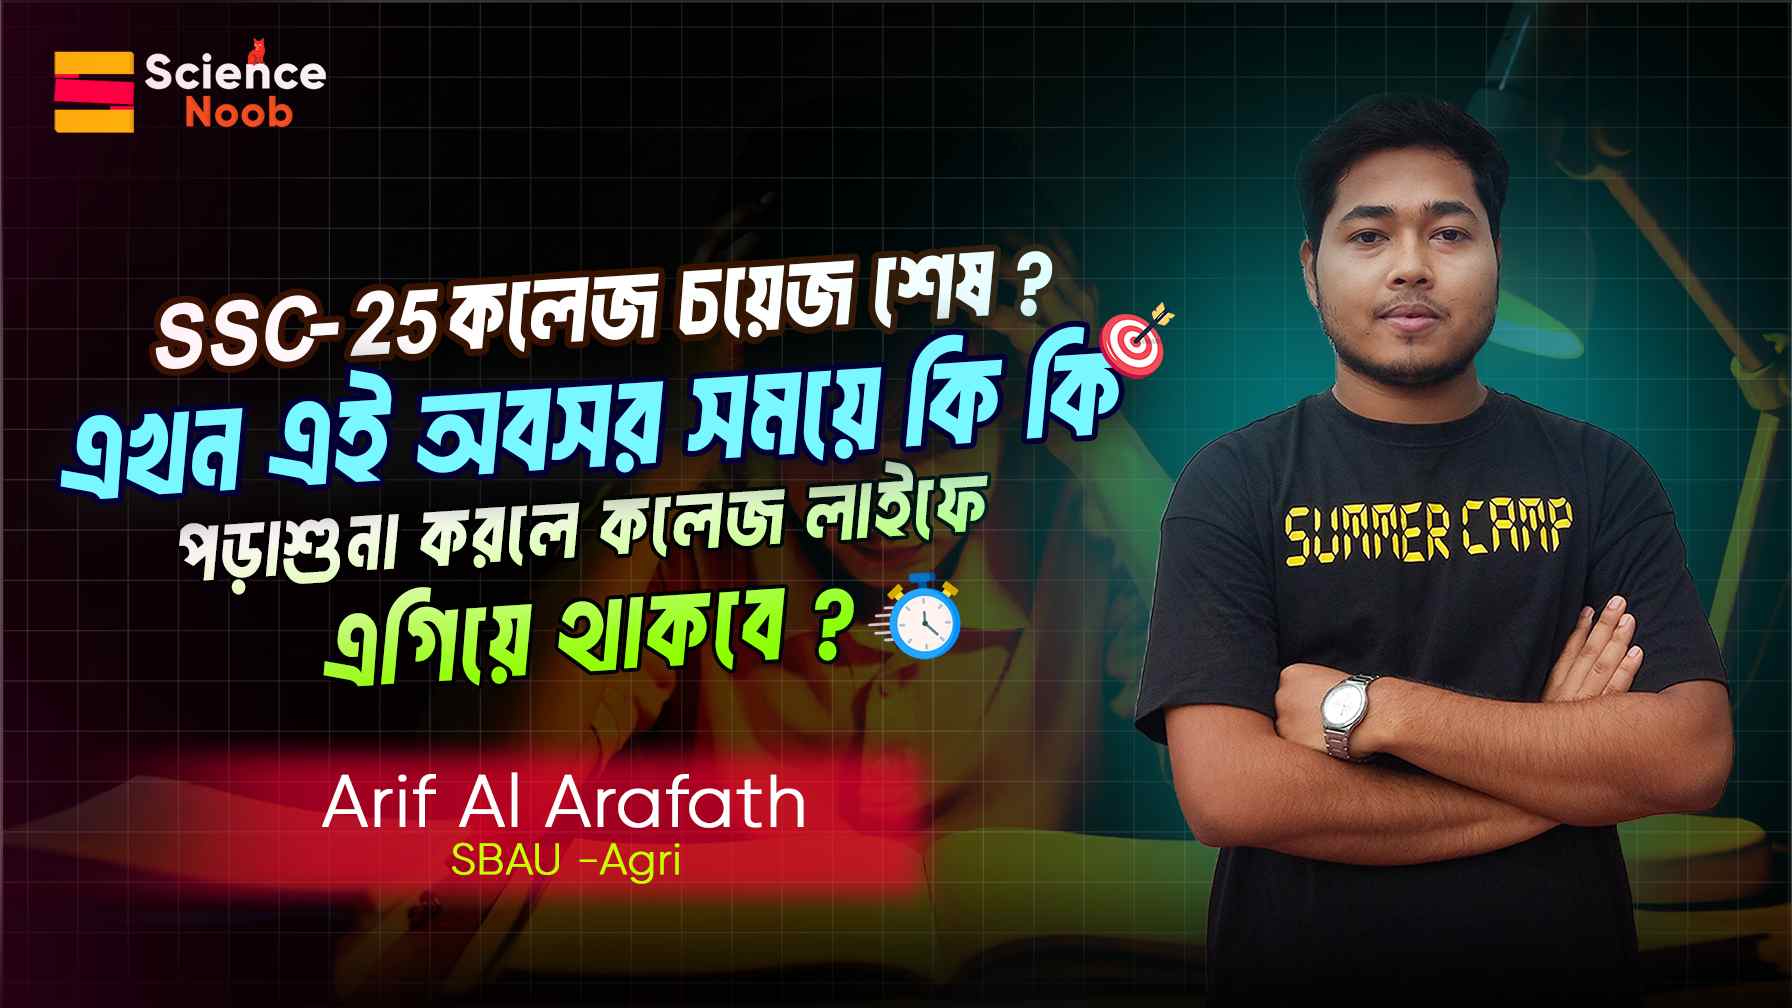 Science
Noob
SSC-25 কলেজ চয়েজ শেষ ?
এখন এই অবসর সময়ে কি কি
পড়াশুনা করলে কলেজ লাইফে
এগিয়ে থাকবে ?
Arif Al Arafath
SBAU -Agri
SUMMER CAMP